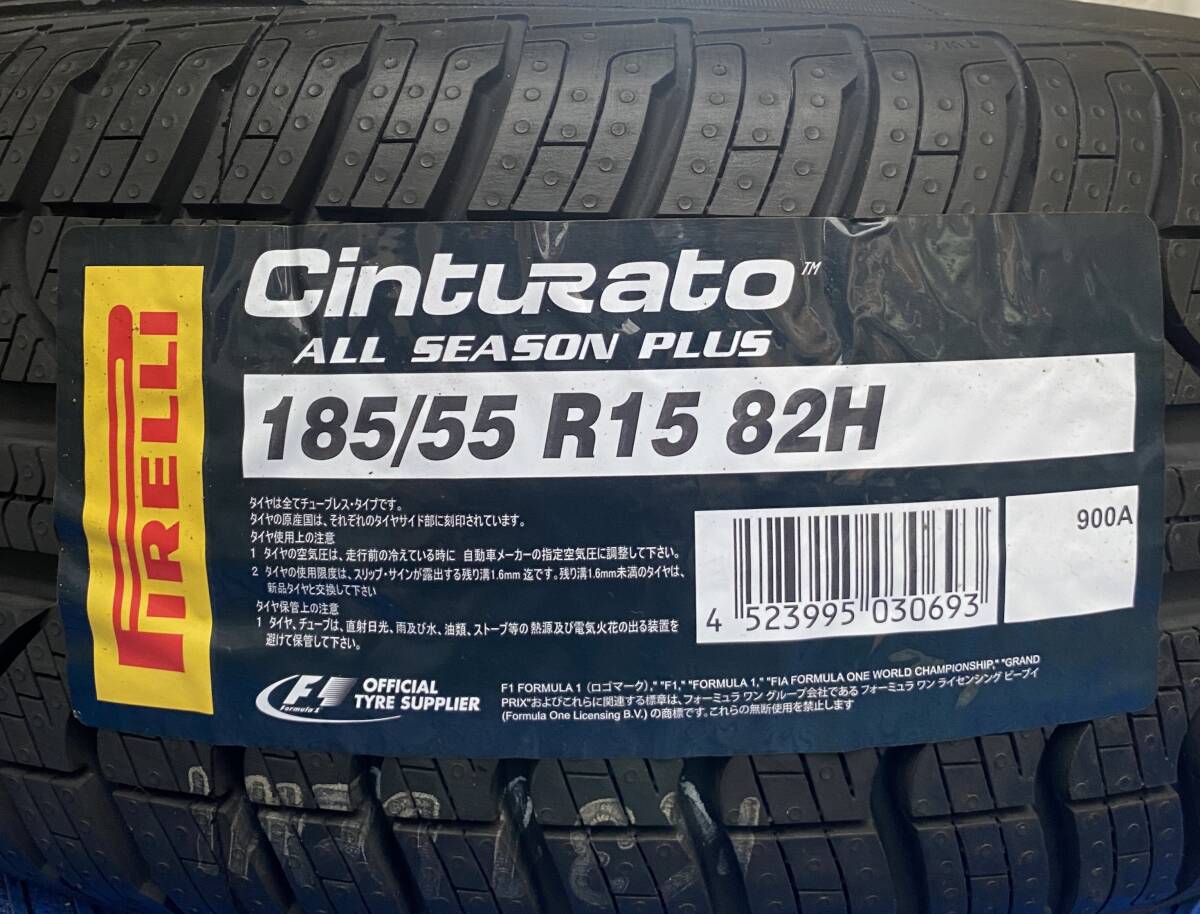 TWI
PIRELLI
Cinturato™
ALL SEASON PLUS
185/55 R15 82H
タイヤは全てチューブレス・タイプです。
タイヤの原産国は、それぞれのタイヤサイド部に刻印されています。
タイヤ使用上の注意
1 タイヤの空気圧は、走行前の冷えている時に 自動車メーカーの指定空気圧に調整して下さい。
2 タイヤの使用限度は、スリップ・サインが露出する残り溝1.6mm 迄です。残り溝1.6mm未満のタイヤは、
新品タイヤと交換して下さい
タイヤ保管上の注意
1 タイヤ、チューブは、直射日光、雨及び水、油類、ストーブ等の 熱源及び電気火花の出る装置を
避けて保管して下さい。
4 523995 030693
900A
F1 Formula 1
OFFICIAL
TYRE SUPPLIER
F1 FORMULA 1（ロゴマーク）," "F1," "FORMULA 1," "FIA FORMULA ONE WORLD CHAMPIONSHIP," "GRAND
PRIX"およびこれらに関連する標章は、フォーミュラ ワン グループ会社である フォーミュラ ワン ライセンシング ビーブイ
(Formula One Licensing B.V.) の商標です。これらの無断使用を禁止します